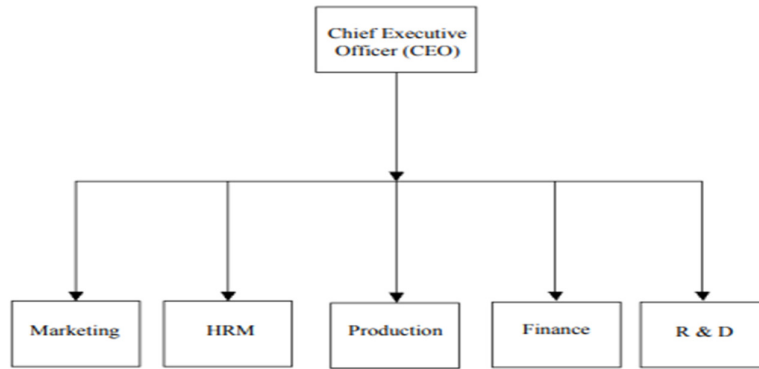 Chief Executive
Officer (CEO)
Marketing
HRM
Production
Finance
R & D